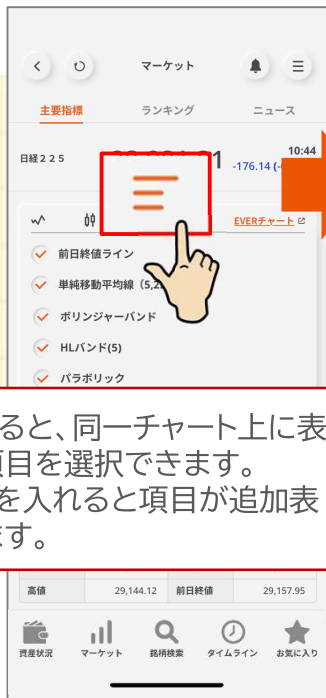 マーケット
主要指標 ランキング ニュース
日経２２５ 10:44
-176.14
EVERチャート
前日終値ライン
単純移動平均線
ボリンジャーバンド
HLバンド(5)
パラボリック
ると、同一チャート上に表
項目を選択できます。
を入れると項目が追加表
ます。
高値 29,144.12 前日終値 29,157.95
資産状況 マーケット 銘柄検索 タイムライン お気に入り